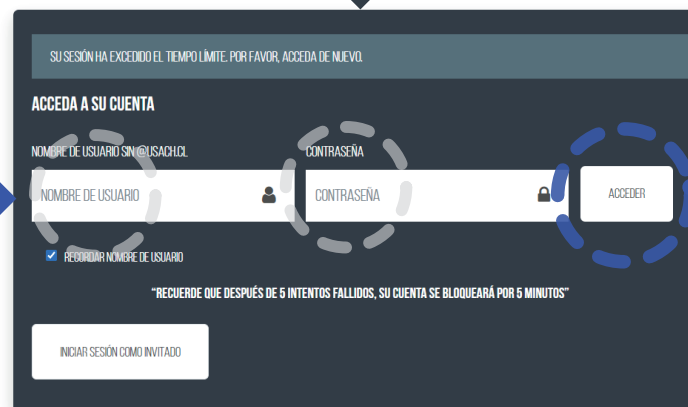 SU SESIÓN HA EXCEDIDO EL TIEMPO LÍMITE. POR FAVOR, ACCEDA DE NUEVO.
ACCEDA A SU CUENTA
NOMBRE DE USUARIO SIN @USACH.CL CONTRASEÑA
NOMBRE DE USUARIO CONTRASEÑA ACCEDER
RECORDAR NOMBRE DE USUARIO
“RECUERDE QUE DESPUÉS DE 5 INTENTOS FALLIDOS, SU CUENTA SE BLOQUEARÁ POR 5 MINUTOS”
INICIAR SESIÓN COMO INVITADO